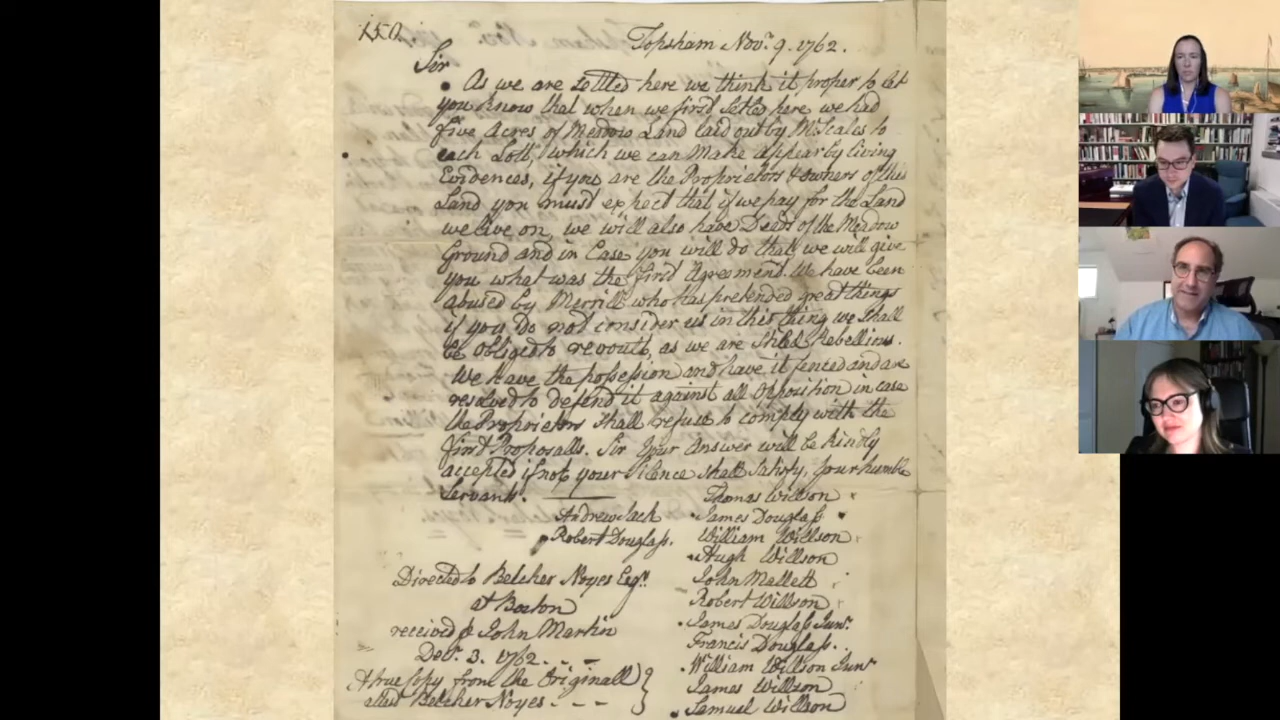 150.
Topsham Novr. 9. 1762.
Sir
As we are settled here we think it proper to let
you know that when we first setled here we had
five Acres of Meadow Land laid out by Mr Scales to
each Lott, which we can Make Appear by living
Evidences, if you are the Proprietors & owners of this
Land you must expect that if we pay for the Land
we live on, we will also have Deeds of the Meadow
Ground and in Case you will do that, we will give
you what was the first Agreement. We have been
abused by Merrill who has pretended great things
if you do not consider us in this thing we shall
be obliged to revoult, as we are Stiled Rebellious.
We Have the possession and have it fenced and are
resolved to defend it against all Opposition in case
the Proprietors shall refuse to comply with the
first Proposalls. Sir Your Answer will be kindly
accepted if not your Silence shall Satisfy, your humble
Servants.
Thomas Willson
Andrew Jack
James Douglass
Robert Douglass.
William Willson
Hugh Willson
Directed to Belcher Noyes Esqr.
John Mallett
at Boston
Robert Willson
received p John Martin
James Douglass Junr.
Decr. 3. 1762.
Francis Douglass.
William Willson Junr
A true Copy from the Originall
James Willson
attest Belcher Noyes
Samuel Willson